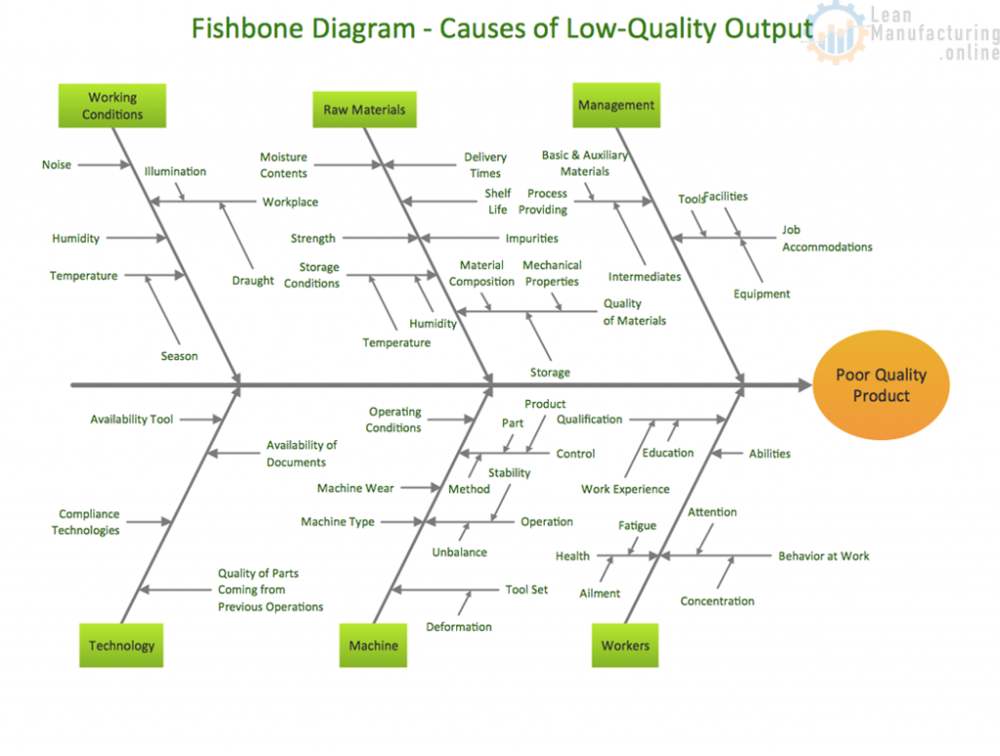 Fishbone Diagram - Causes of Low-Quality Output
Lean
Manufacturing
.online
Working
Conditions
Raw Materials
Management
Noise
Illumination
Workplace
Humidity
Temperature
Draught
Season
Moisture
Contents
Delivery
Times
Shelf
Life
Strength
Impurities
Storage
Conditions
Humidity
Temperature
Material
Composition
Mechanical
Properties
Quality
of Materials
Storage
Basic & Auxiliary
Materials
Process
Providing
Intermediates
Tools
Facilities
Job
Accommodations
Equipment
Poor Quality
Product
Availability Tool
Availability of
Documents
Compliance
Technologies
Quality of Parts
Coming from
Previous Operations
Operating
Conditions
Product
Part
Control
Method
Stability
Machine Wear
Machine Type
Operation
Unbalance
Tool Set
Deformation
Qualification
Education
Work Experience
Abilities
Attention
Fatigue
Health
Ailment
Behavior at Work
Concentration
Technology
Machine
Workers